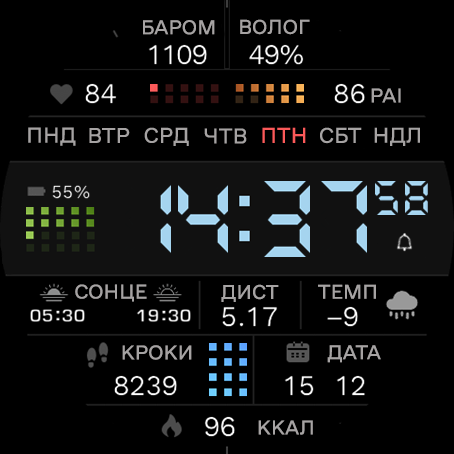 БАРОМ ВОЛОГ
1109 49%
84 86 PAI
ПНД ВТР СРД ЧТВ ПТН СБТ НДЛ
55% 14:37 58
СОНЦЕ ДИСТ ТЕМП
05:30 19:30 5.17 –9
КРОКИ ДАТА
8239 15 12
96 ККАЛ